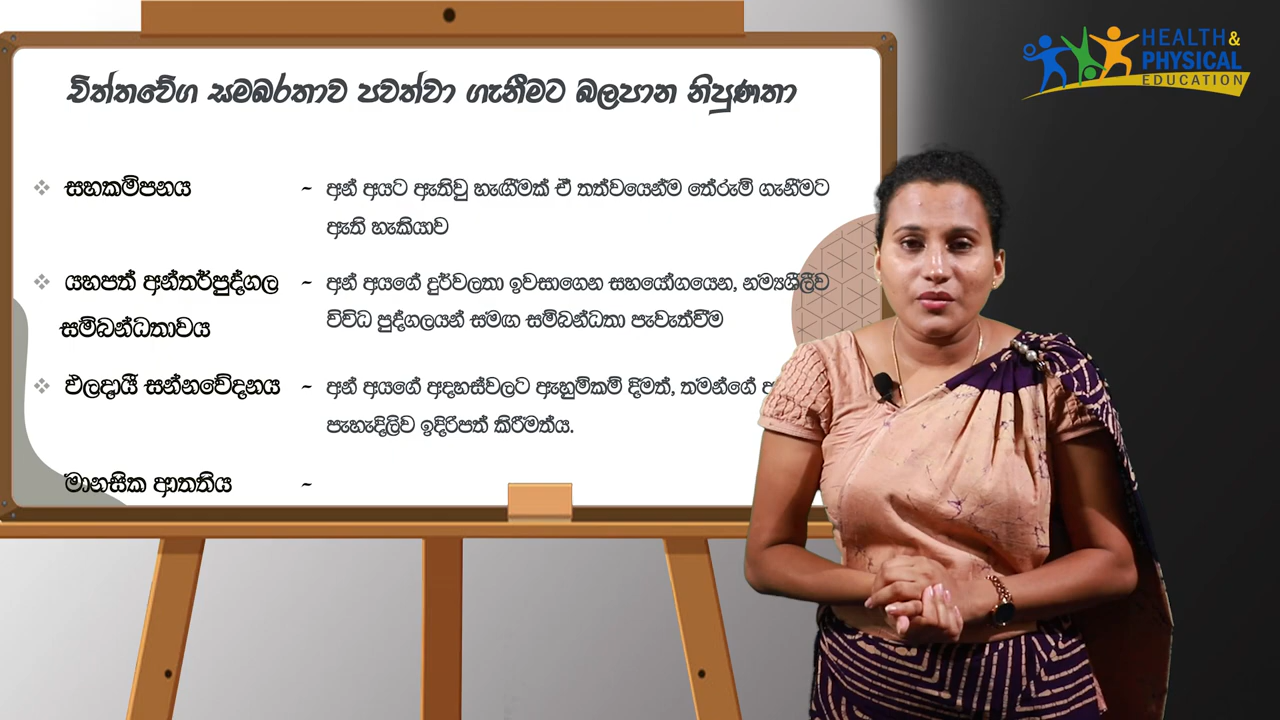 චිත්තවේග සමබරතාව පවත්වා ගැනීමට බලපාන නිපුණතා
HEALTH &
PHYSICAL
EDUCATION
❖ සහකම්පනය ~ අන් අයට ඇතිවු හැඟීමක් ඒ තත්වයෙන්ම තේරුම් ගැනීමට
ඇති හැකියාව
❖ යහපත් අන්තර්පුද්ගල ~ අන් අයගේ දුර්වලතා ඉවසාගෙන සහයෝගයෙන, නම්‍යශීලීව
සම්බන්ධතාවය විවිධ පුද්ගලයන් සමඟ සම්බන්ධතා පැවැත්වීම
❖ ඵලදායී සන්නවේදනය ~ අන් අයගේ අදහස්වලට ඇහුම්කම් දිමත්, තමන්ගේ
පැහැදිලිව ඉදිරිපත් කිරීමත්ය.
මානසික ආතතිය ~